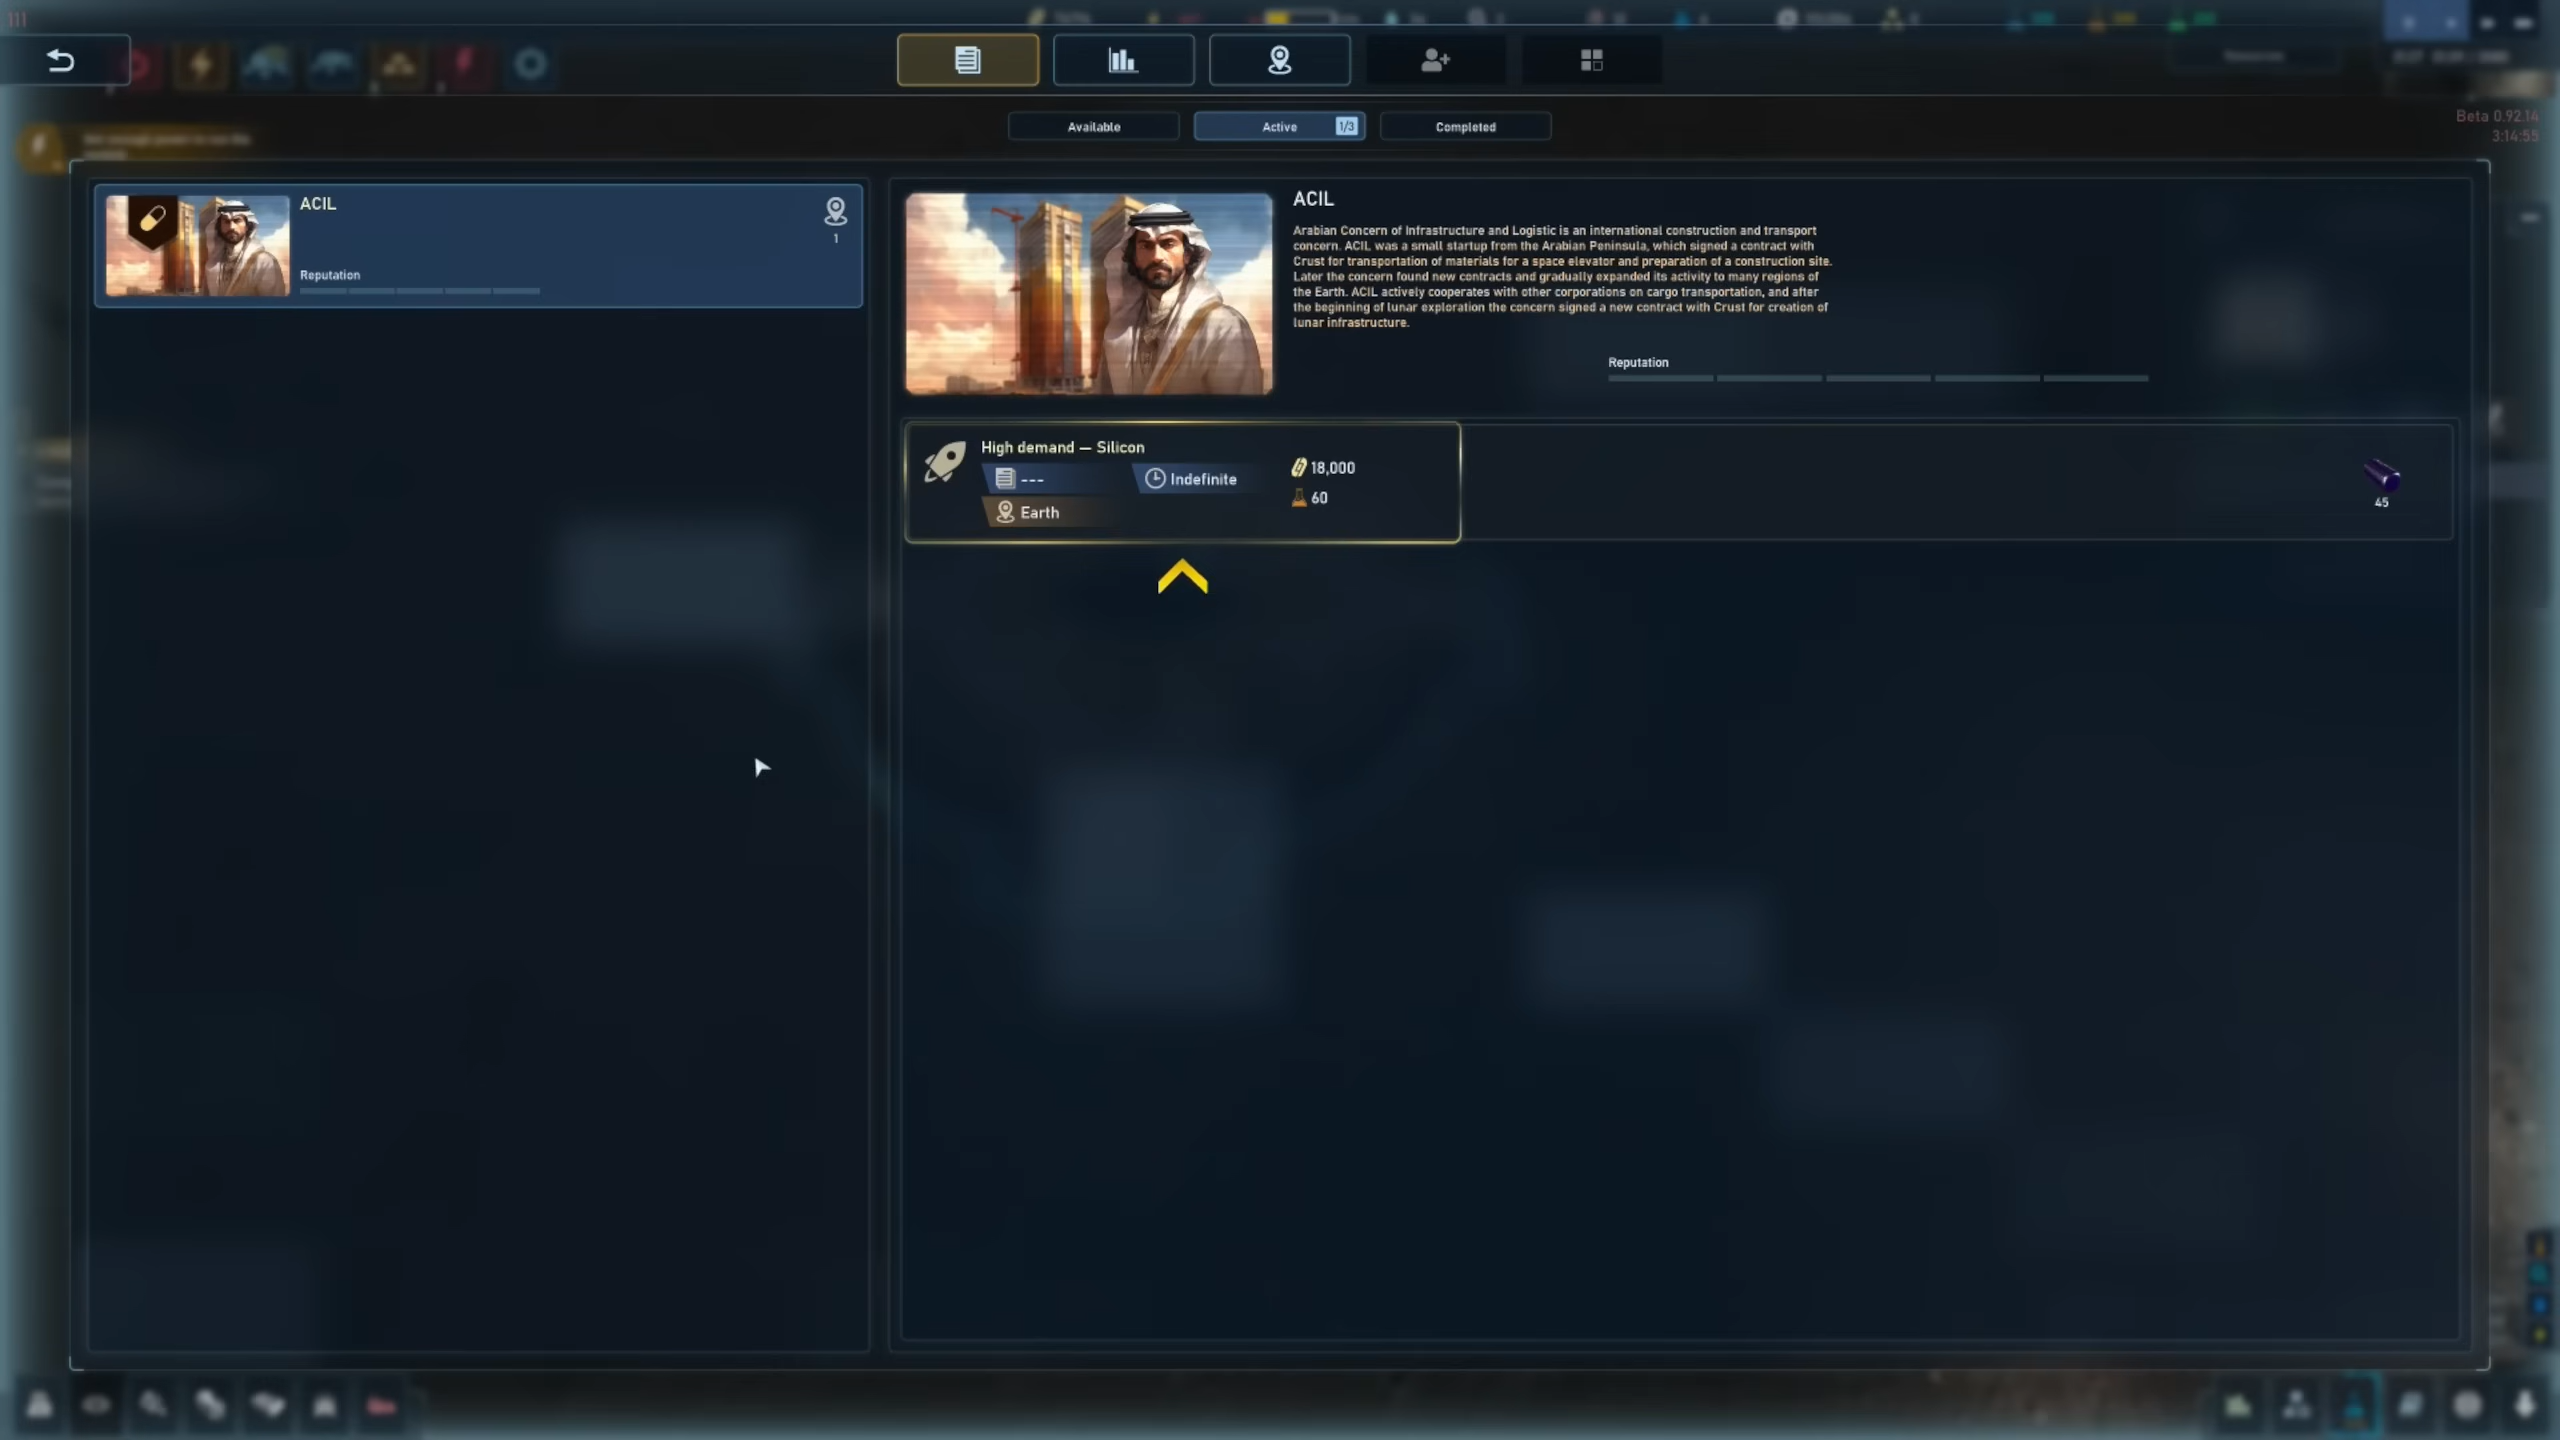 111
Available
Active 1/3
Completed
Beta 0.92.14
3:14:55
ACIL
1
Reputation
ACIL
Arabian Concern of Infrastructure and Logistic is an international construction and transport
concern. ACIL was a small startup from the Arabian Peninsula, which signed a contract with
Crust for transportation of materials for a space elevator and preparation of a construction site.
Later the concern found new contracts and gradually expanded its activity to many regions of
the Earth. ACIL actively cooperates with other corporations on cargo transportation, and after
the beginning of lunar exploration the concern signed a new contract with Crust for creation of
lunar infrastructure.
Reputation
High demand — Silicon
---
Indefinite
18,000
60
Earth
45